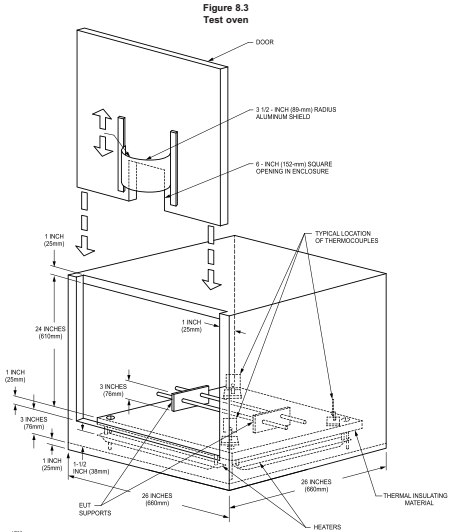 Figure 8.3
Test oven
DOOR
3 1/2 - INCH (89-mm) RADIUS
ALUMINUM SHIELD
6 - INCH (152-mm) SQUARE
OPENING IN ENCLOSURE
TYPICAL LOCATION
OF THERMOCOUPLES
1 INCH
(25mm)
1 INCH
(25mm)
24 INCHES
(610mm)
1 INCH
(25mm)
3 INCHES
(76mm)
3 INCHES
(76mm)
1 INCH
(25mm)
1-1/2
INCH (38mm)
26 INCHES
(660mm)
26 INCHES
(660mm)
EUT
SUPPORTS
THERMAL INSULATING
MATERIAL
HEATERS